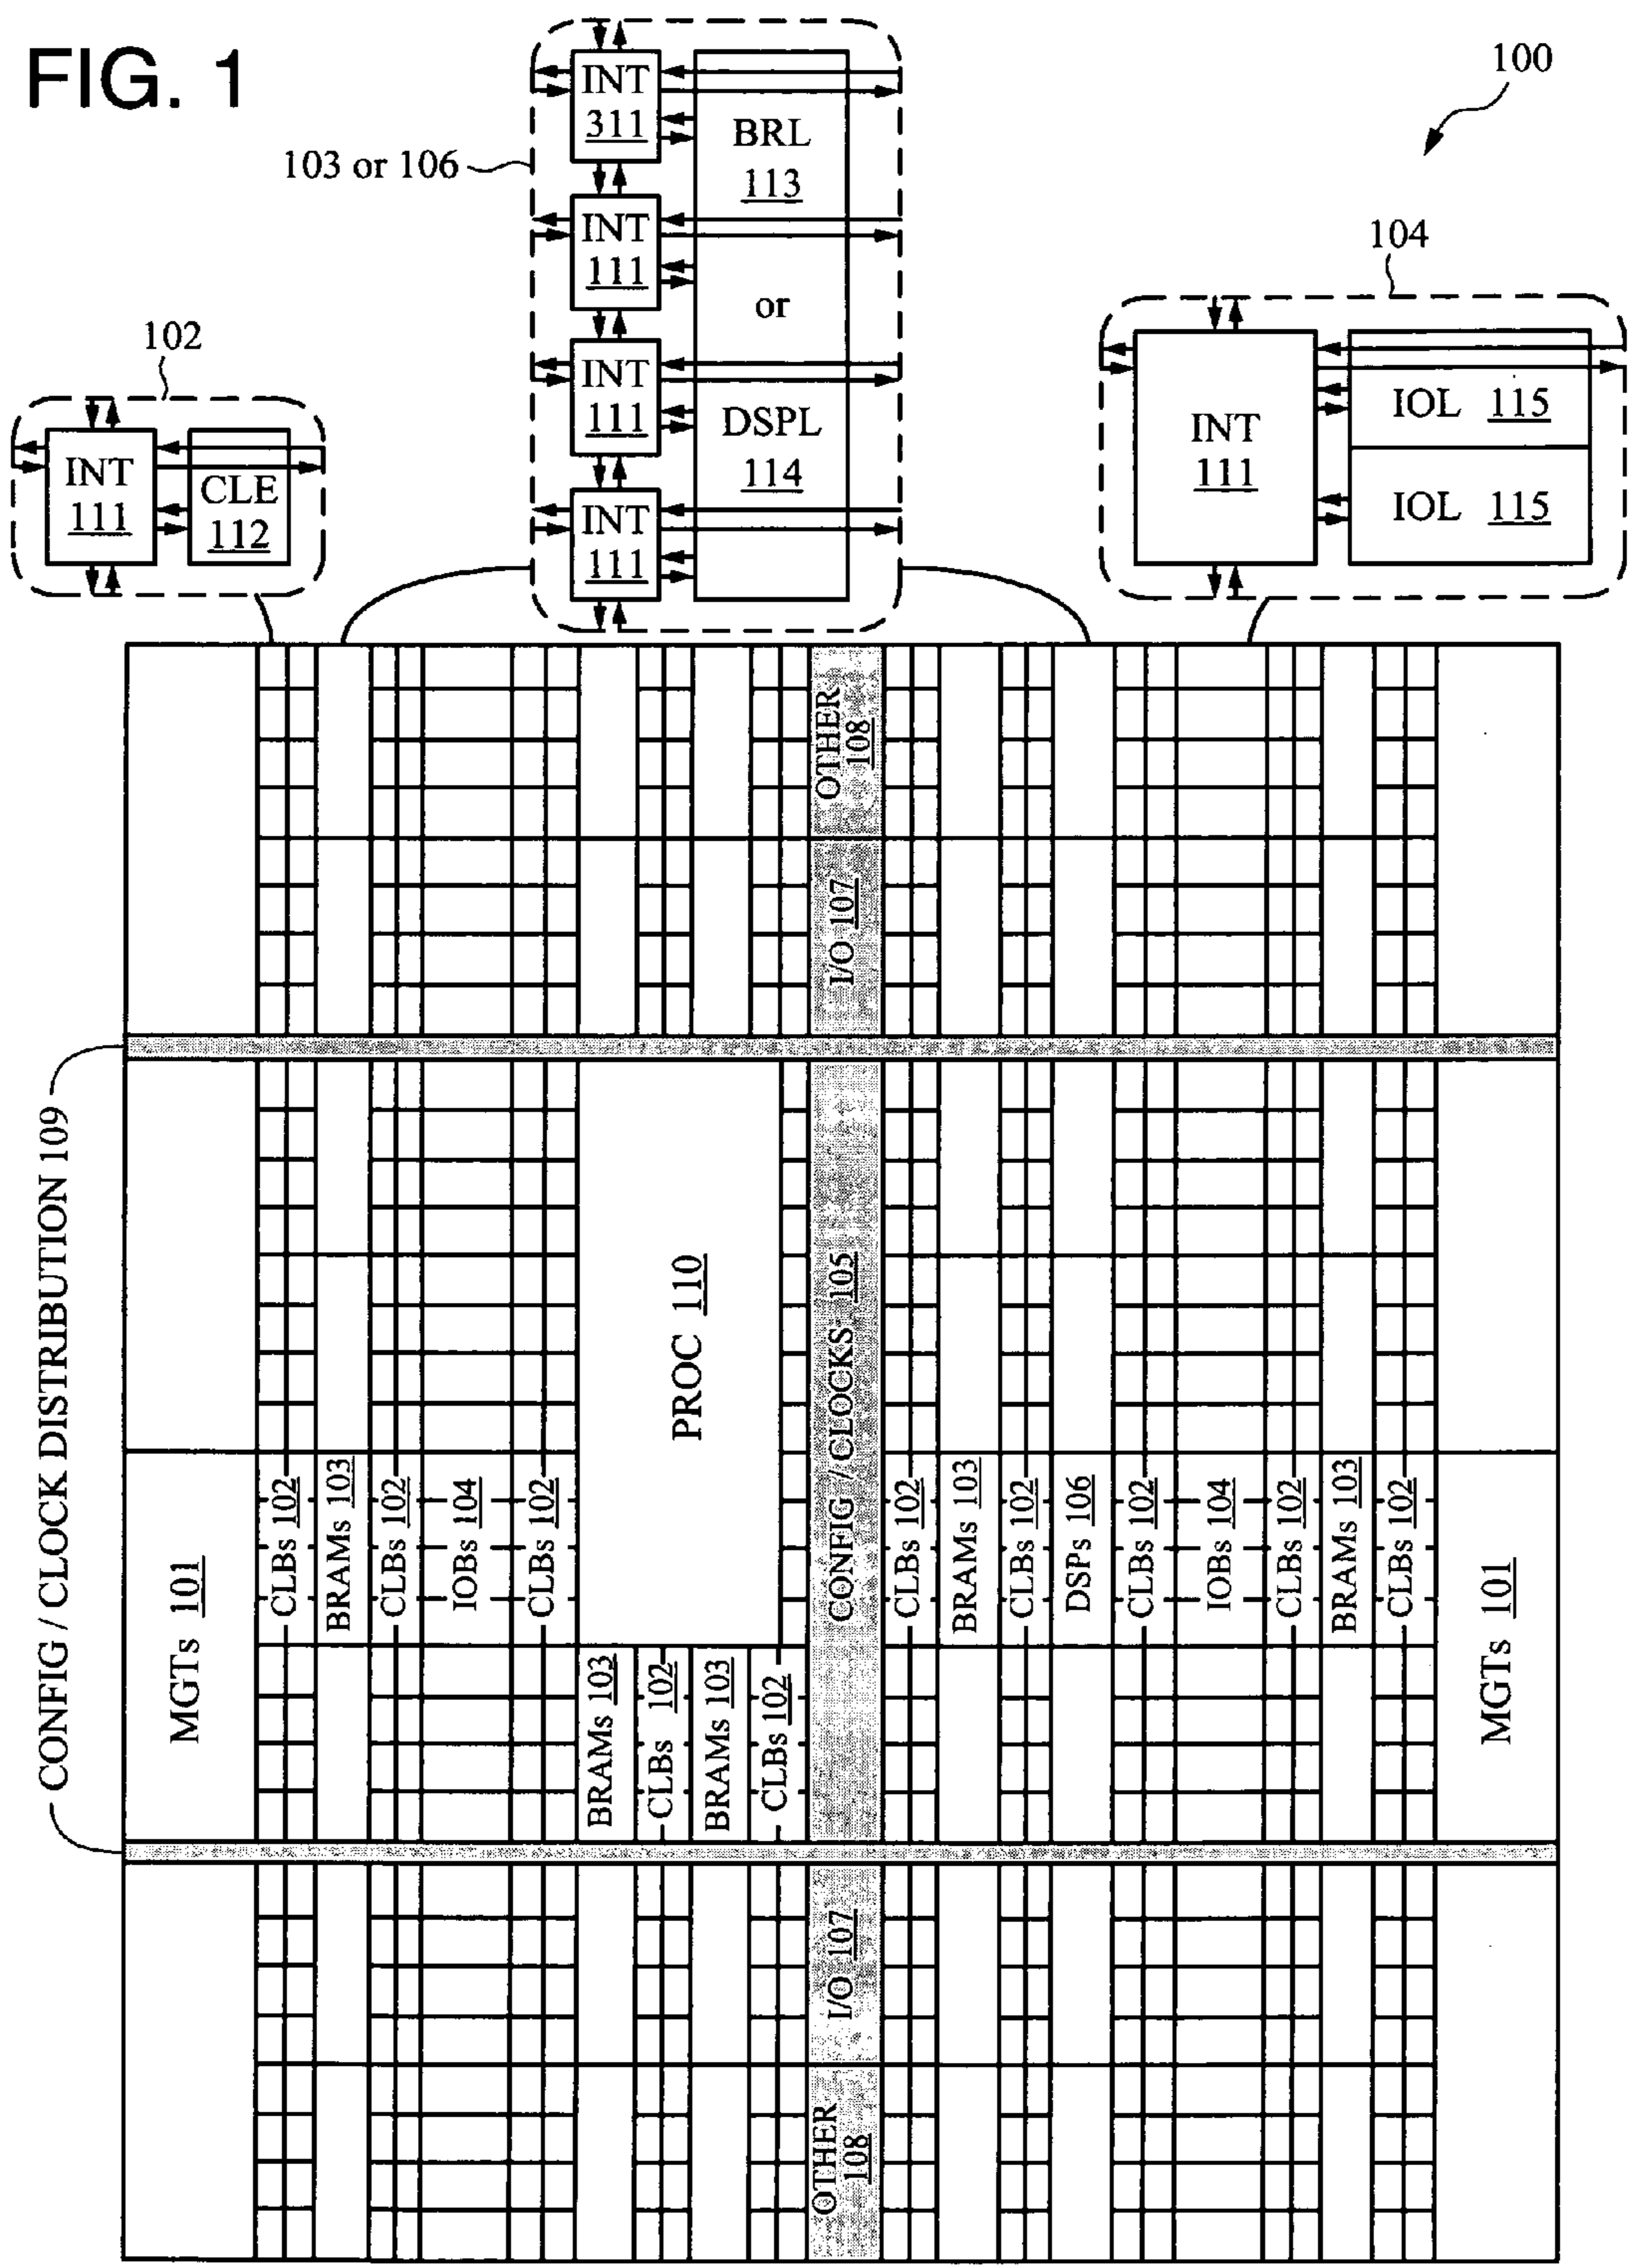 FIG. 1
100
103 or 106
INT
311
BRL
113
INT
111
or
INT
111
DSPL
114
INT
111
104
INT
111
IOL 115
IOL 115
102
INT
111
CLE
112
OTHER
108
I/O 107
CONFIG / CLOCK DISTRIBUTION 109
PROC 110
CONFIG / CLOCKS 105
MGTs 101
CLBs 102
BRAMs 103
CLBs 102
IOBs 104
CLBs 102
BRAMs 103
CLBs 102
BRAMs 103
CLBs 102
CLBs 102
BRAMs 103
CLBs 102
DSPs 106
CLBs 102
IOBs 104
CLBs 102
BRAMs 103
CLBs 102
MGTs 101
I/O 107
OTHER
108